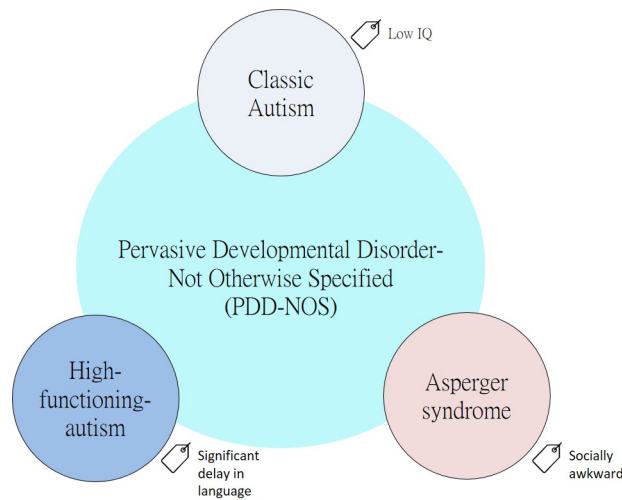 Low IQ
Classic
Autism
Pervasive Developmental Disorder-
Not Otherwise Specified
(PDD-NOS)
High-
functioning-
autism
Asperger
syndrome
Significant
delay in
language
Socially
awkward